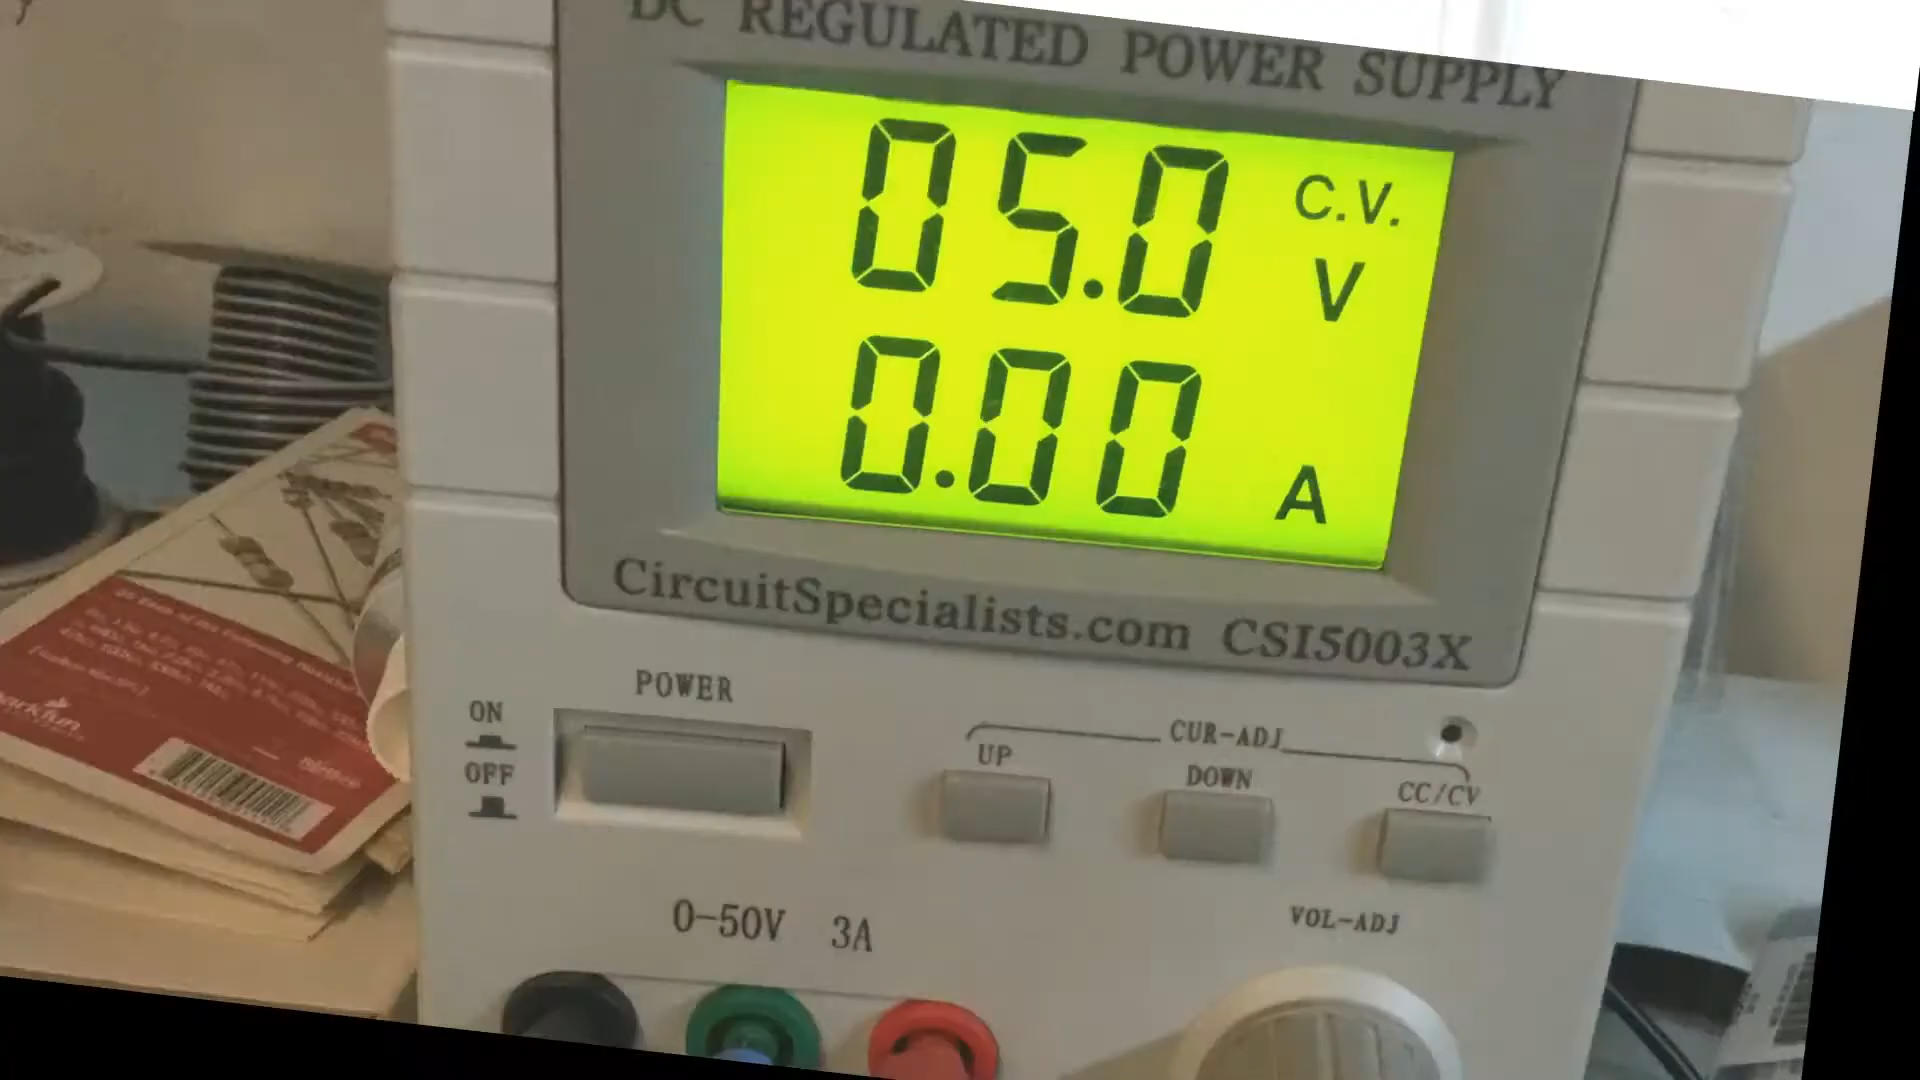 DC REGULATED POWER SUPPLY
05.0 C.V.
V
0.00 A
CircuitSpecialists.com CSI5003X
POWER
ON
OFF
CUR-ADJ
UP
DOWN
CC/CV
0-50V 3A
VOL-ADJ